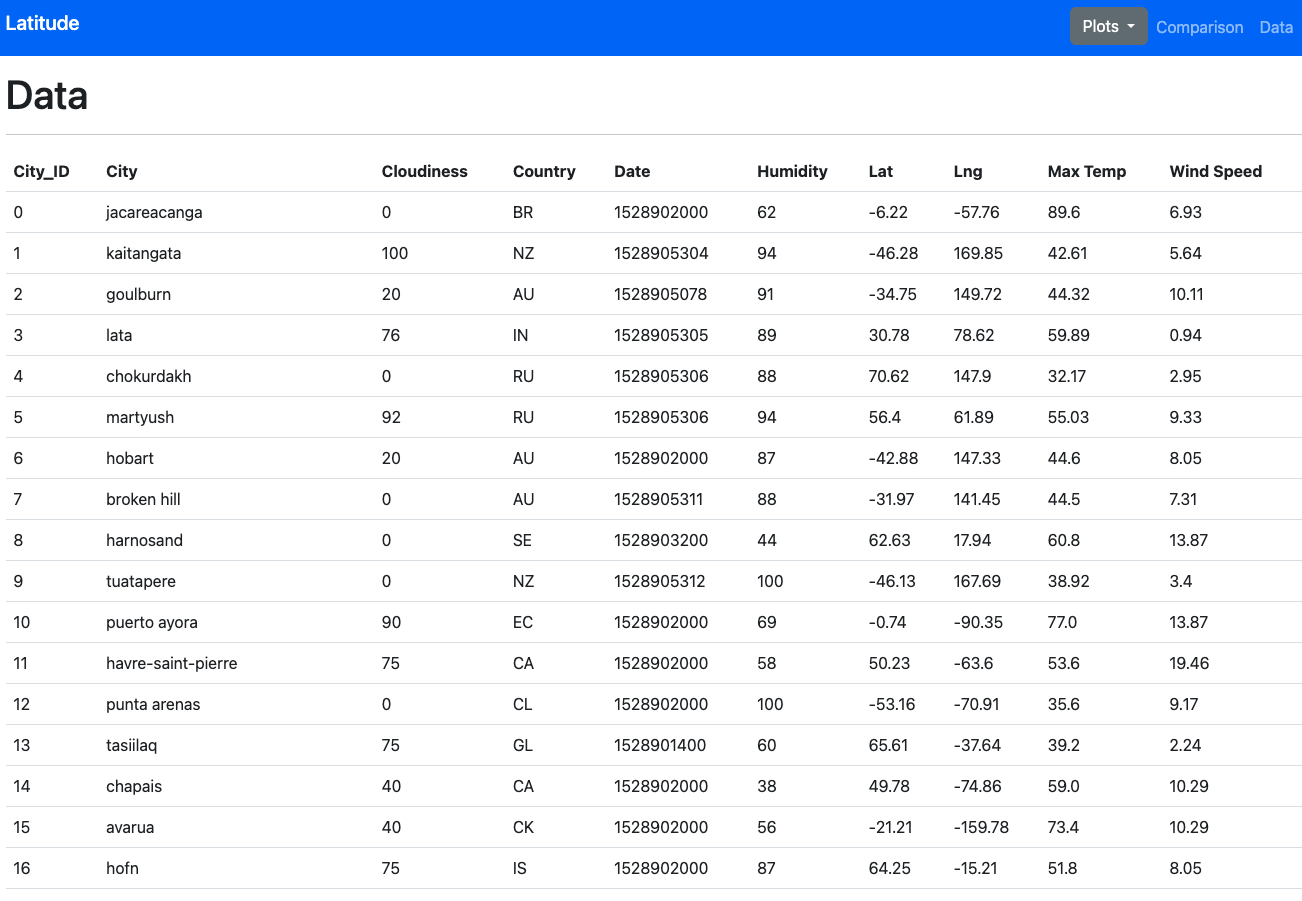 Latitude Plots Comparison Data
Data
City_ID City Cloudiness Country Date Humidity Lat Lng Max Temp Wind Speed
0 jacareacanga 0 BR 1528902000 62 -6.22 -57.76 89.6 6.93
1 kaitangata 100 NZ 1528905304 94 -46.28 169.85 42.61 5.64
2 goulburn 20 AU 1528905078 91 -34.75 149.72 44.32 10.11
3 lata 76 IN 1528905305 89 30.78 78.62 59.89 0.94
4 chokurdakh 0 RU 1528905306 88 70.62 147.9 32.17 2.95
5 martyush 92 RU 1528905306 94 56.4 61.89 55.03 9.33
6 hobart 20 AU 1528902000 87 -42.88 147.33 44.6 8.05
7 broken hill 0 AU 1528905311 88 -31.97 141.45 44.5 7.31
8 harnosand 0 SE 1528903200 44 62.63 17.94 60.8 13.87
9 tuatapere 0 NZ 1528905312 100 -46.13 167.69 38.92 3.4
10 puerto ayora 90 EC 1528902000 69 -0.74 -90.35 77.0 13.87
11 havre-saint-pierre 75 CA 1528902000 58 50.23 -63.6 53.6 19.46
12 punta arenas 0 CL 1528902000 100 -53.16 -70.91 35.6 9.17
13 tasiilaq 75 GL 1528901400 60 65.61 -37.64 39.2 2.24
14 chapais 40 CA 1528902000 38 49.78 -74.86 59.0 10.29
15 avarua 40 CK 1528902000 56 -21.21 -159.78 73.4 10.29
16 hofn 75 IS 1528902000 87 64.25 -15.21 51.8 8.05